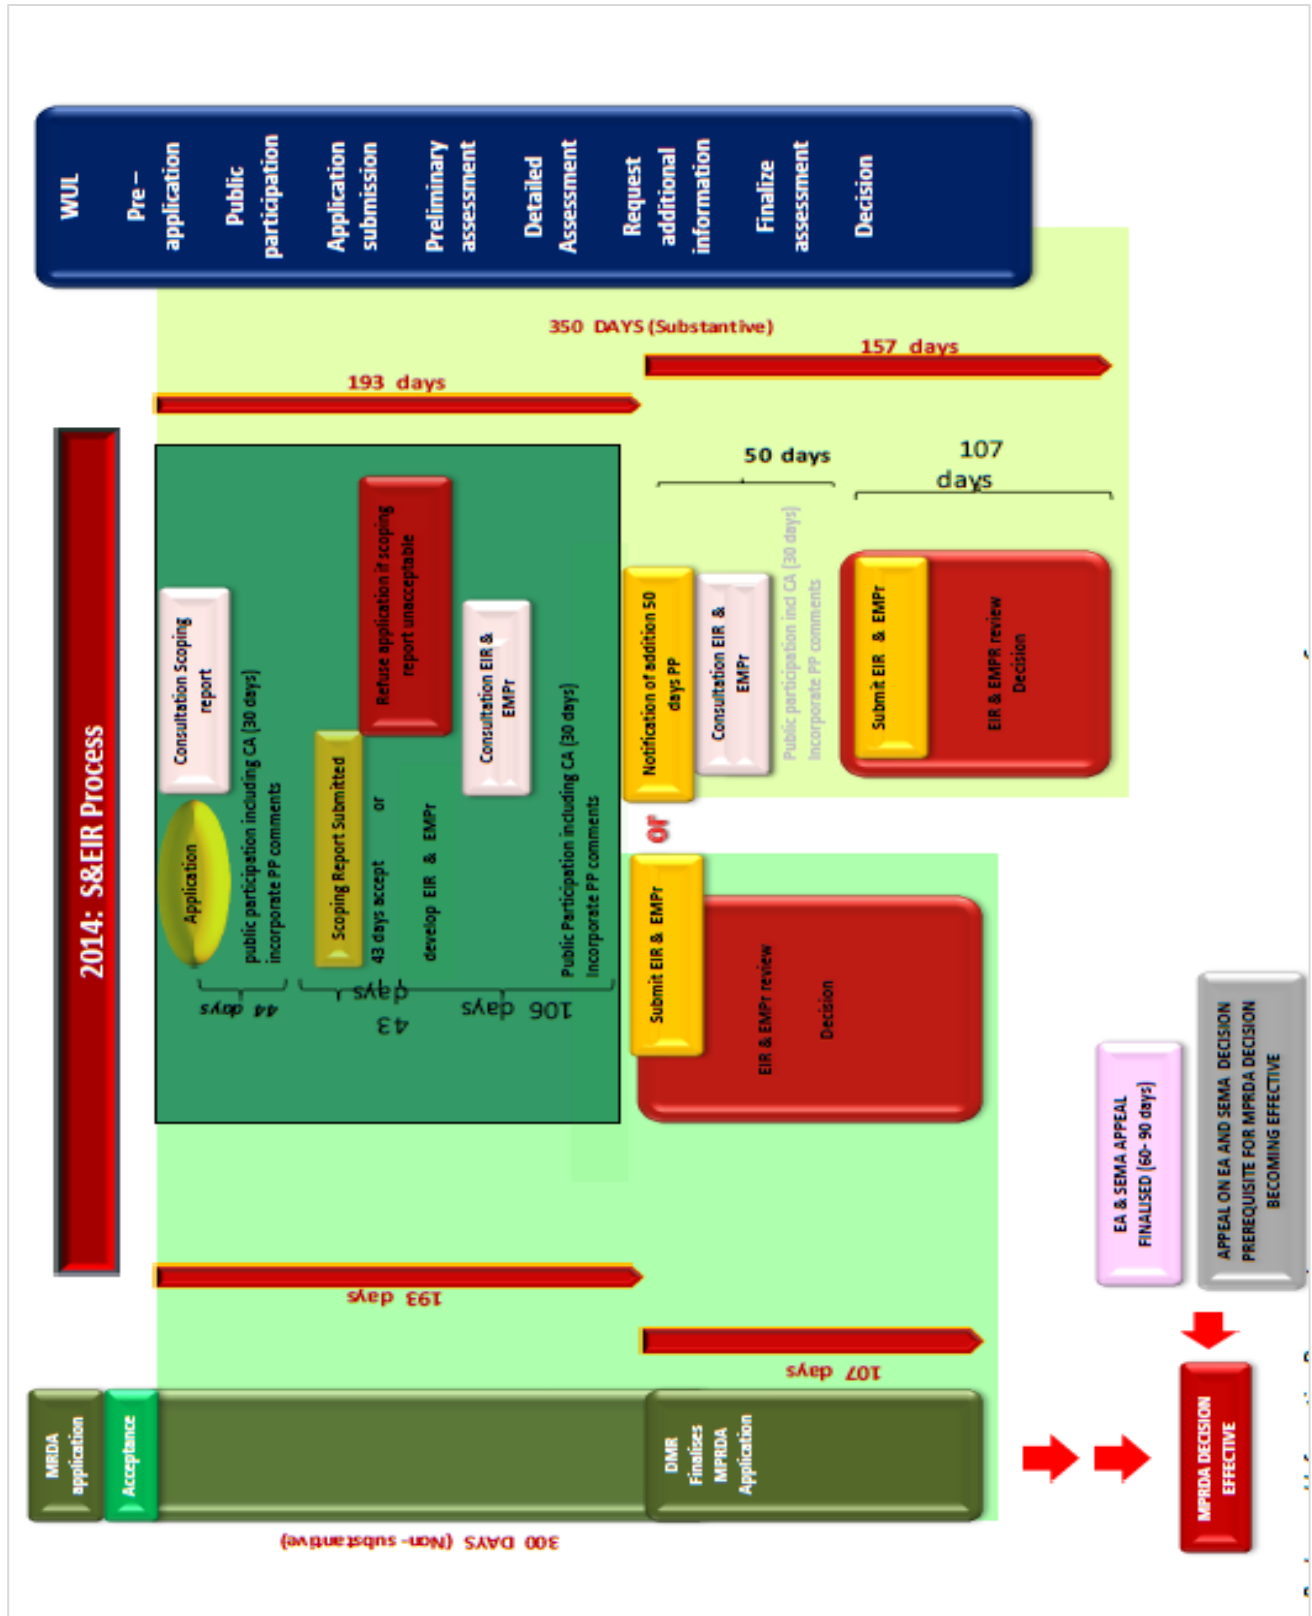 2014: S&EIR Process
MRDA
application
Acceptance
300 DAYS (Non-substantive)
DMR
Finalises
MPRDA
Application
193 days
107 days
Application
Consultation Scoping
report
public participation including CA (30 days)
incorporate PP comments
44 days
Scoping Report Submitted
43 days accept or
Refuse application if scoping
report unacceptable
43
days
develop EIR & EMPr
Consultation EIR &
EMPr
106 days
Public Participation including CA (30 days)
Incorporate PP comments
Submit EIR & EMPr
EIR & EMPr review
Decision
or
Notification of addition 50
days PP
Consultation EIR &
EMPr
Public participation incl CA (30 days)
Incorporate PP comments
50 days
Submit EIR & EMPr
EIR & EMPR review
Decision
107
days
193 days
350 DAYS (Substantive)
157 days
WUL
Pre –
application
Public
participation
Application
submission
Preliminary
assessment
Detailed
Assessment
Request
additional
information
Finalize
assessment
Decision
EA & SEMA APPEAL
FINALISED (60- 90 days)
MPRDA DECISION
EFFECTIVE
APPEAL ON EA AND SEMA DECISION
PREREQUISITE FOR MPRDA DECISION
BECOMING EFFECTIVE